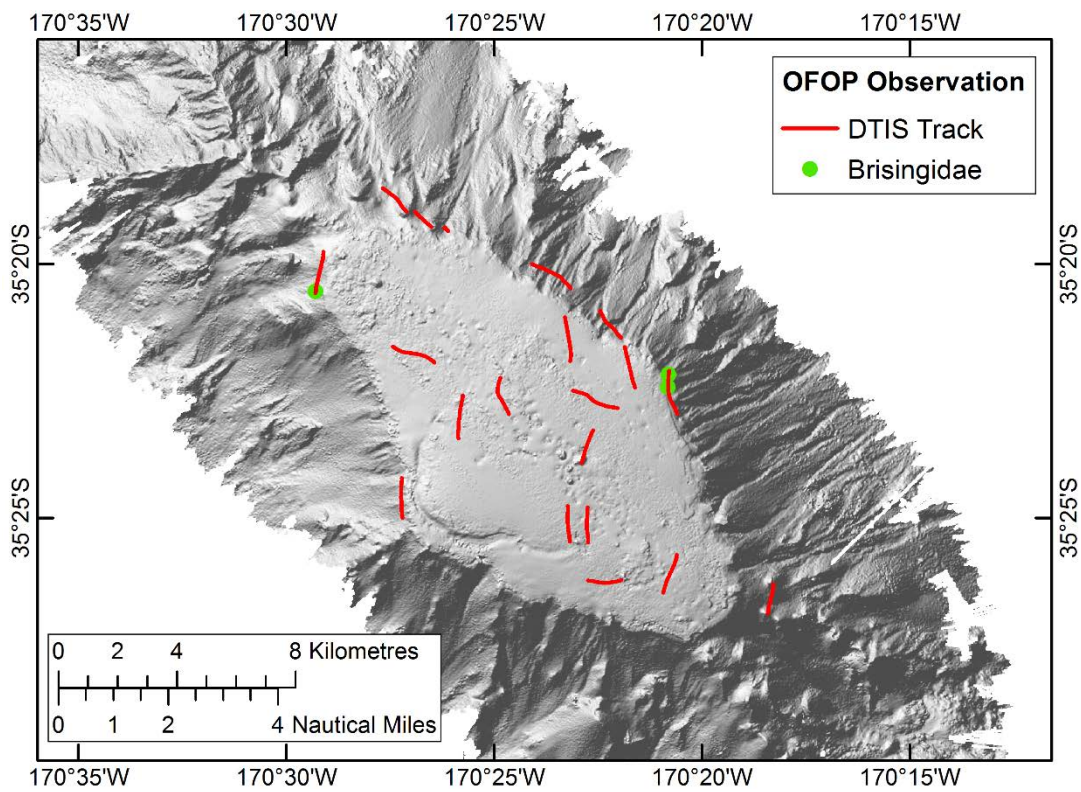 170°35'W 170°30'W 170°25'W 170°20'W 170°15'W
OFOP Observation
DTIS Track
Brisingidae
35°20'S 35°20'S
35°25'S 35°25'S
0 2 4 8 Kilometres
0 1 2 4 Nautical Miles
170°35'W 170°30'W 170°25'W 170°20'W 170°15'W